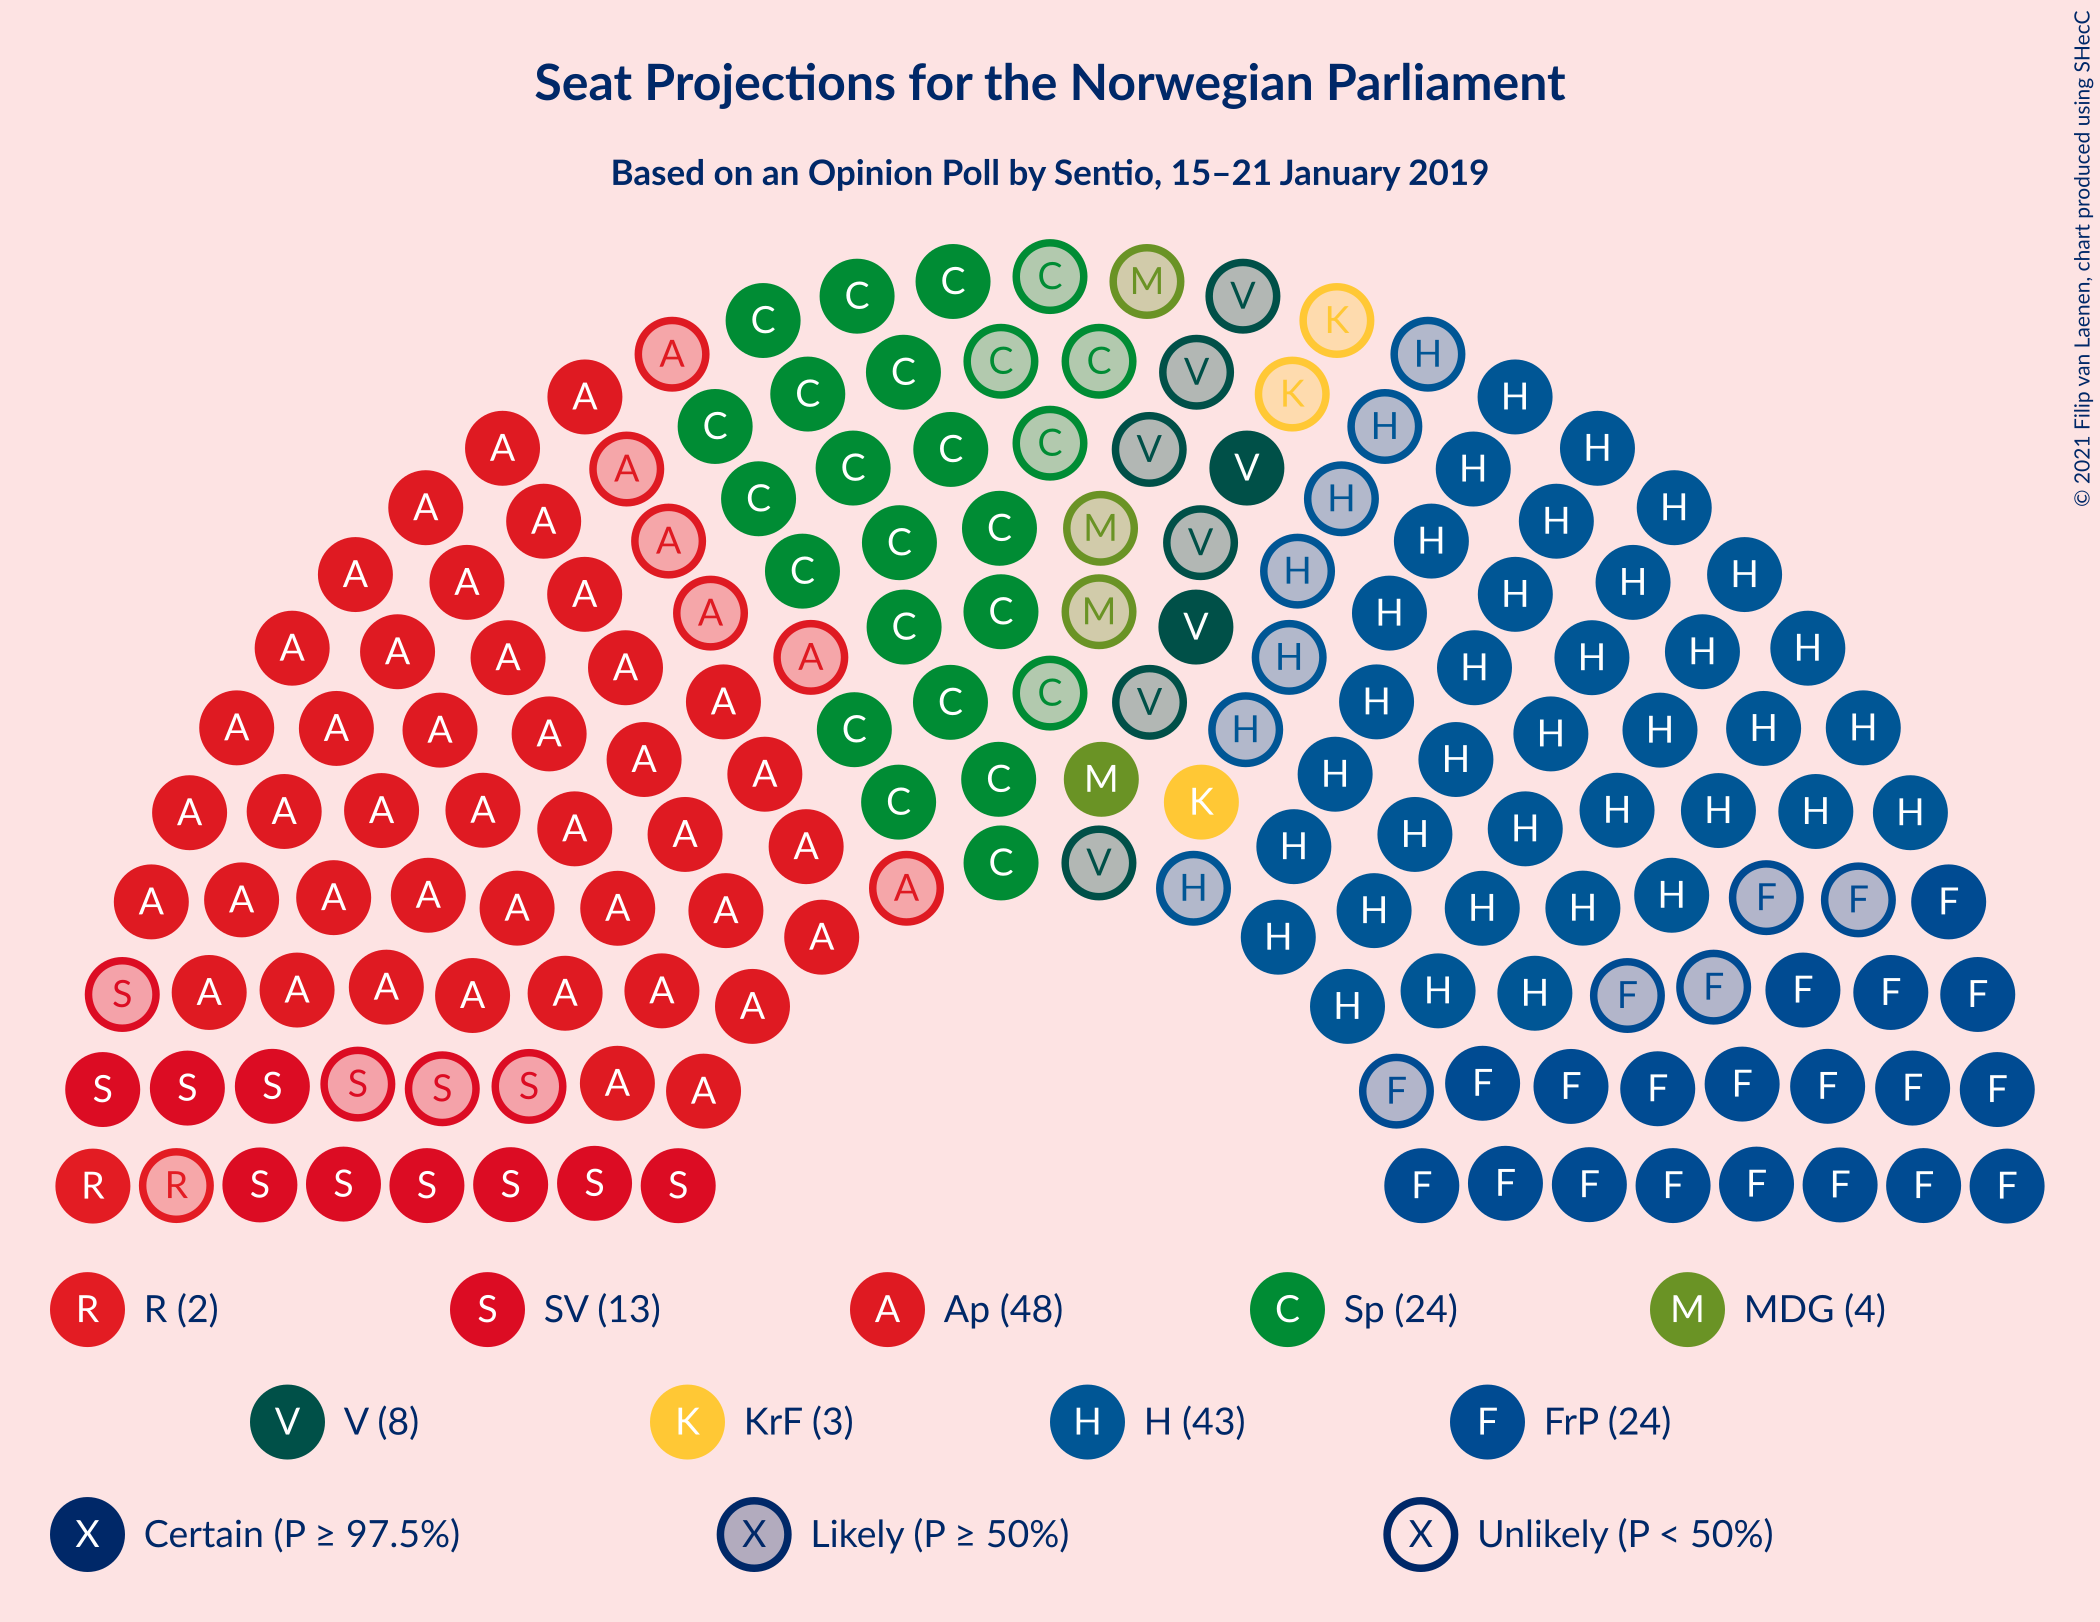 Seat Projections for the Norwegian Parliament
Based on an Opinion Poll by Sentio, 15–21 January 2019
© 2021 Filip van Laenen, chart produced using SHecC
C C C C M V K H
A C C C C V K H H
A A C C C C V V H H H
A A A C C C M V H H H H
A A A A C C M V H H H H
A A A A A C C C V H H H H H
A A A A A A C C M K H H H H H H
A A A A A A A A C V H H H H H H H H
A A A A A A A A H H H H H F F F
S A A A A A A A H H H F F F F F
S S S S S S A A F F F F F F F F
R R S S S S S S F F F F F F F F
R R (2) S SV (13) A Ap (48) C Sp (24) M MDG (4)
V V (8) K KrF (3) H H (43) F FrP (24)
X Certain (P ≥ 97.5%) X Likely (P ≥ 50%) X Unlikely (P < 50%)